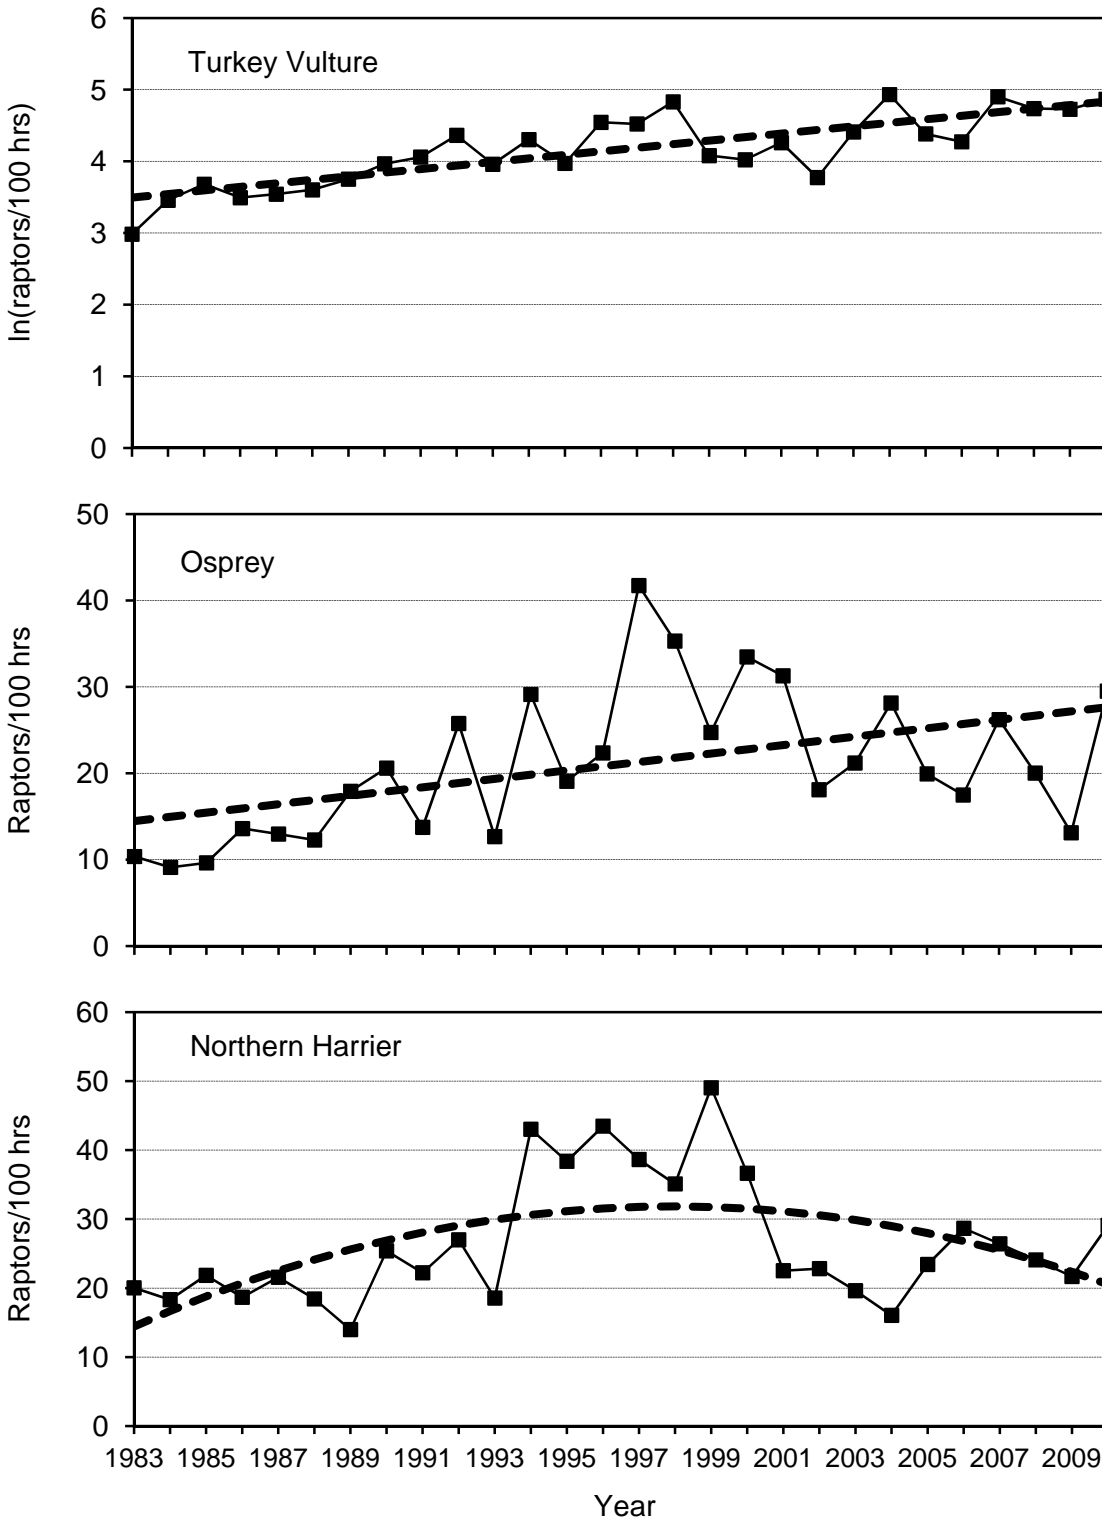 6
Turkey Vulture
5
4
3
2
1
0
ln(raptors/100 hrs)
50
Osprey
40
30
20
10
0
Raptors/100 hrs
60
Northern Harrier
50
40
30
20
10
0
Raptors/100 hrs
1983 1985 1987 1989 1991 1993 1995 1997 1999 2001 2003 2005 2007 2009
Year